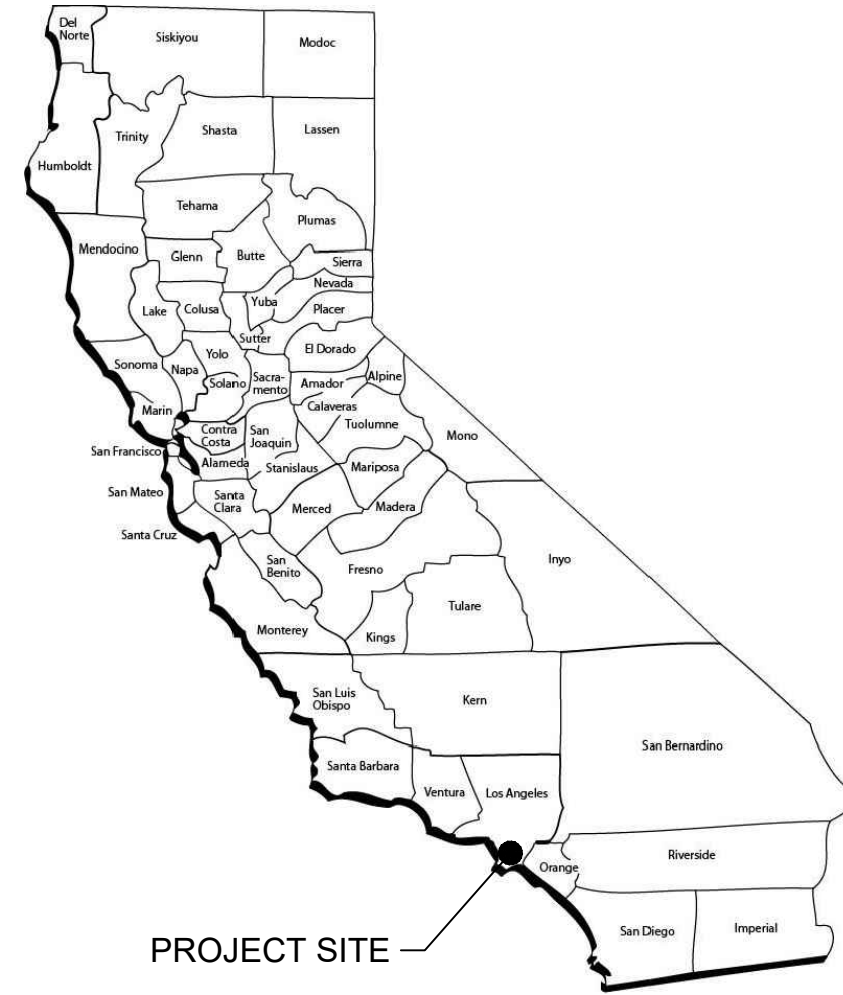 Del
Norte
Siskiyou
Modoc
Trinity
Shasta
Lassen
Humboldt
Tehama
Plumas
Mendocino
Glenn
Butte
Sierra
Nevada
Lake
Colusa
Yuba
Placer
Sutter
Sonoma
Napa
Yolo
El Dorado
Solano
Sacra-
mento
Amador
Alpine
Marin
Calaveras
Contra
Costa
San
Joaquin
Tuolumne
Mono
San Francisco
Alameda
Stanislaus
Mariposa
San Mateo
Santa
Clara
Merced
Madera
Santa Cruz
San
Benito
Fresno
Inyo
Tulare
Monterey
Kings
San Luis
Obispo
Kern
San Bernardino
Santa Barbara
Ventura
Los Angeles
Orange
Riverside
San Diego
Imperial
PROJECT SITE